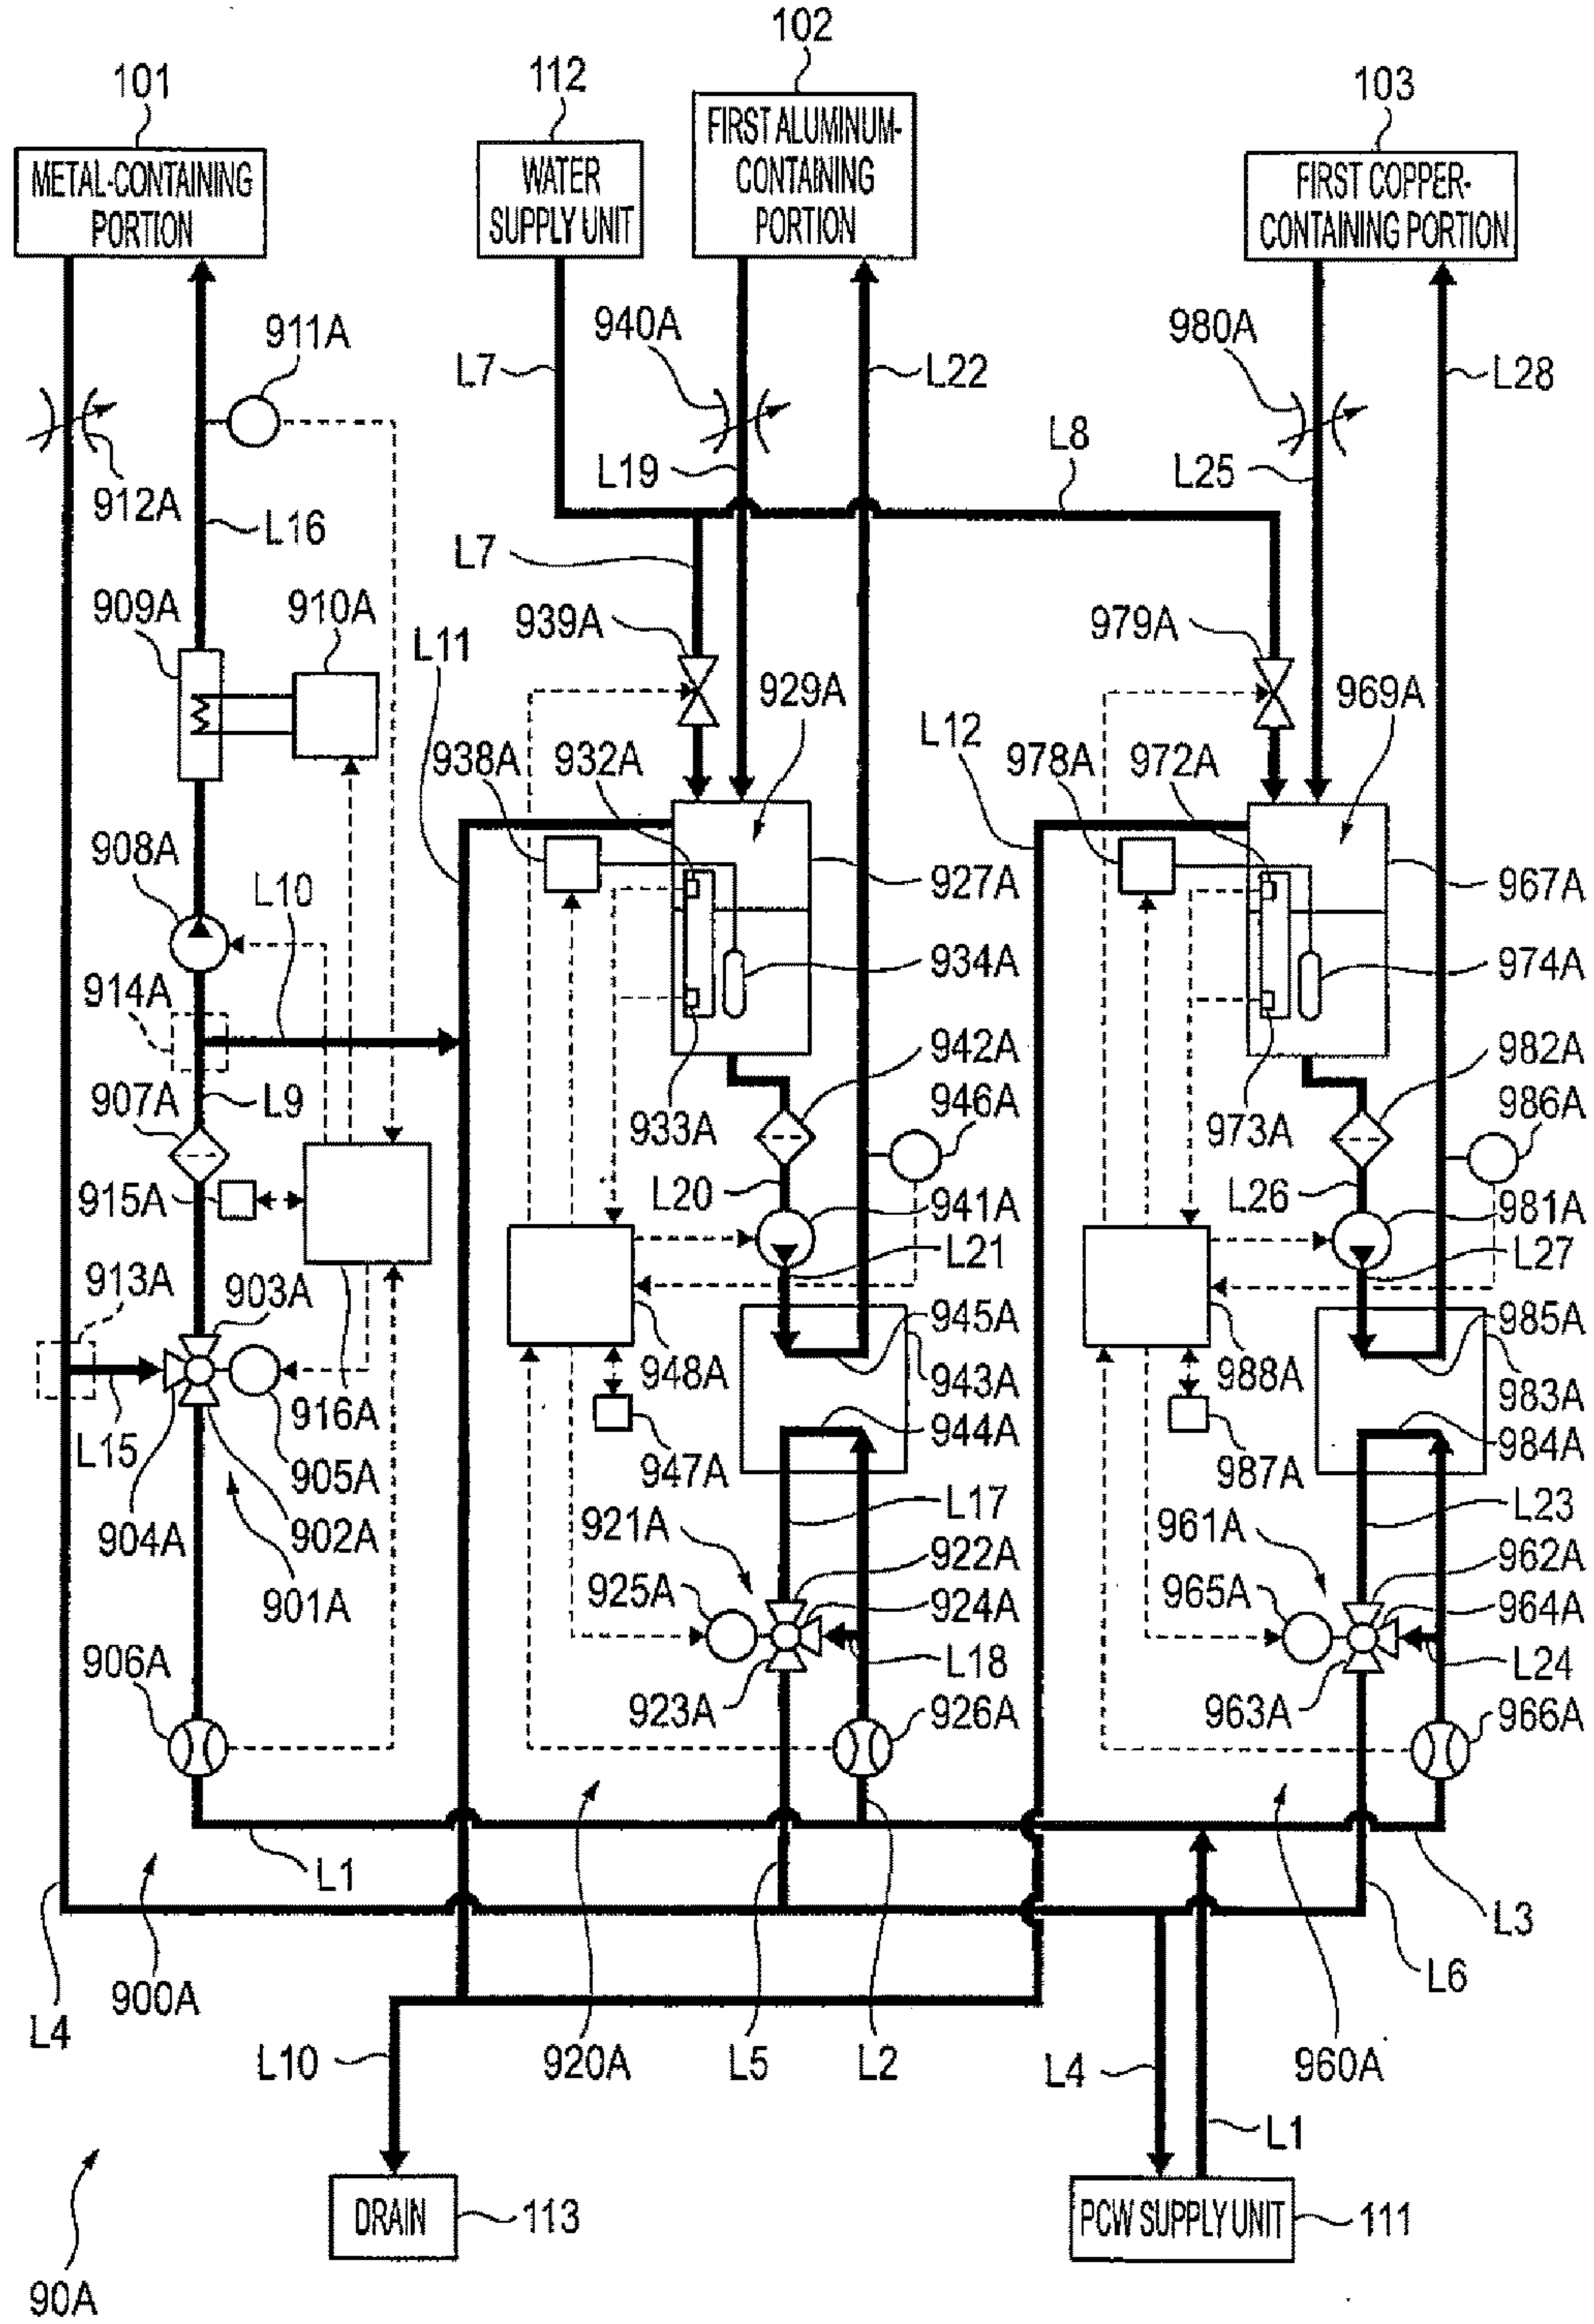 102
101
112
103
METAL-CONTAINING
PORTION
WATER
SUPPLY UNIT
FIRST ALUMINUM-
CONTAINING
PORTION
FIRST COPPER-
CONTAINING PORTION
911A
940A
980A
L7
L22
L28
912A
L19
L8
L25
L16
L7
909A
910A
L11
939A
979A
929A
969A
938A
932A
L12
978A
972A
908A
L10
927A
967A
914A
934A
974A
942A
982A
907A
L9
933A
946A
973A
986A
915A
L20
941A
L26
981A
L21
L27
913A
903A
945A
985A
948A
943A
988A
983A
916A
944A
984A
L15
905A
947A
987A
904A
902A
L17
L23
921A
922A
961A
962A
901A
925A
924A
965A
964A
906A
L18
L24
923A
926A
963A
966A
L1
L3
L4
900A
L6
L10
920A
L5
L2
L4
960A
L1
DRAIN
113
PCW SUPPLY UNIT
111
90A